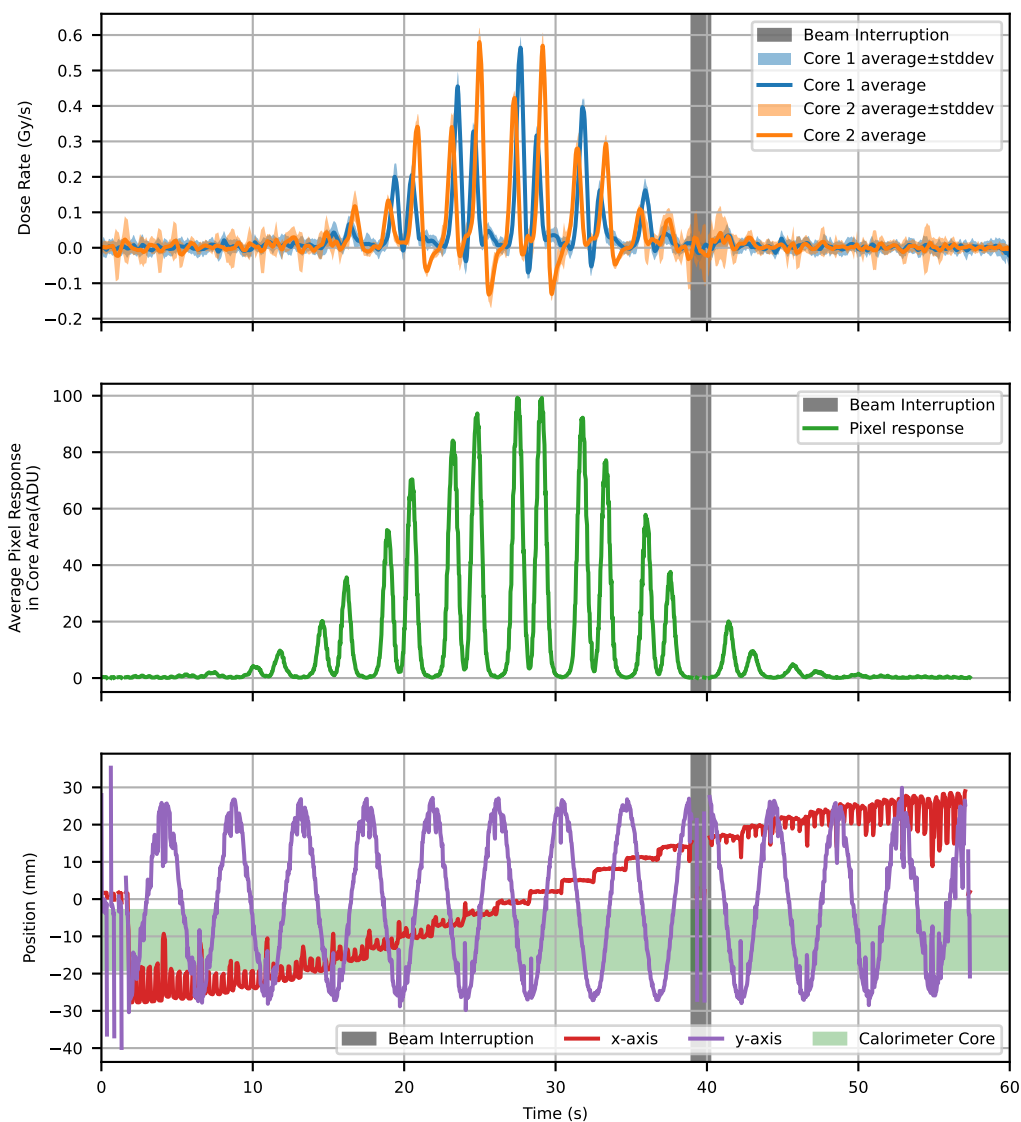 0.6
0.5
0.4
0.3
0.2
0.1
0.0
−0.1
−0.2
Dose Rate (Gy/s)
Beam Interruption
Core 1 average±stddev
Core 1 average
Core 2 average±stddev
Core 2 average
100
80
60
40
20
0
Average Pixel Response
in Core Area(ADU)
Beam Interruption
Pixel response
30
20
10
0
−10
−20
−30
−40
Position (mm)
Beam Interruption
x-axis
y-axis
Calorimeter Core
0 10 20 30 40 50 60
Time (s)